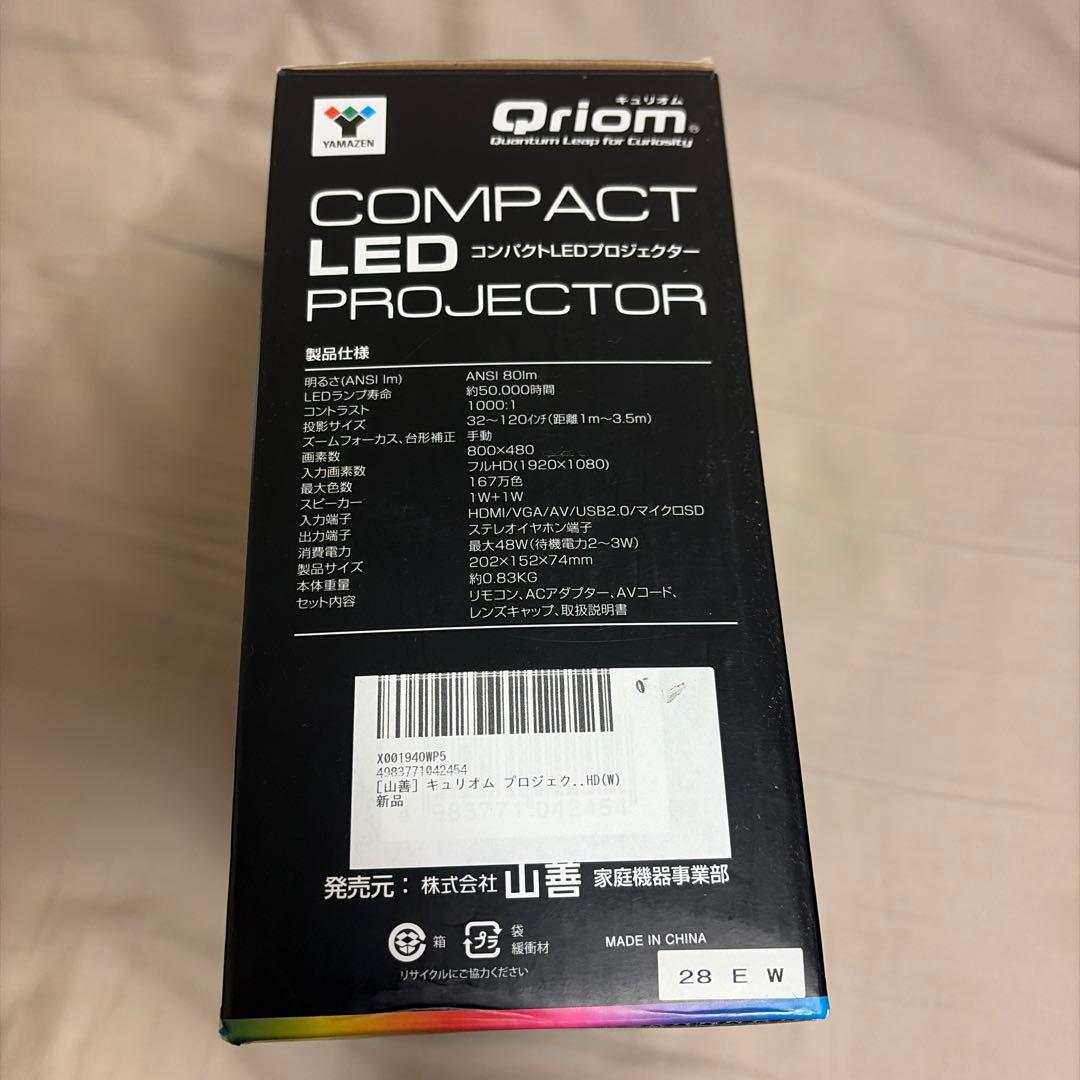 YAMAZEN
キュリオム
Qriom®
Quantum Leap for Curiosity
COMPACT
LED コンパクトLEDプロジェクター
PROJECTOR
製品仕様
明るさ(ANSI lm) ANSI 80lm
LEDランプ寿命 約50,000時間
コントラスト 1000:1
投影サイズ 32〜120インチ(距離1m〜3.5m)
ズームフォーカス、台形補正 手動
画素数 800×480
入力画素数 フルHD(1920×1080)
最大色数 167万色
スピーカー 1W+1W
入力端子 HDMI/VGA/AV/USB2.0/マイクロSD
出力端子 ステレオイヤホン端子
消費電力 最大48W(待機電力2〜3W)
製品サイズ 202×152×74mm
本体重量 約0.83KG
セット内容 リモコン、ACアダプター、AVコード、
レンズキャップ、取扱説明書
X001940WP5
4983771042454
[山善] キュリオム プロジェク..HD(W)
新品
4 983771 042454
発売元：株式会社 山善 家庭機器事業部
箱 プラ 袋
緩衝材
リサイクルにご協力ください
MADE IN CHINA
28 E W